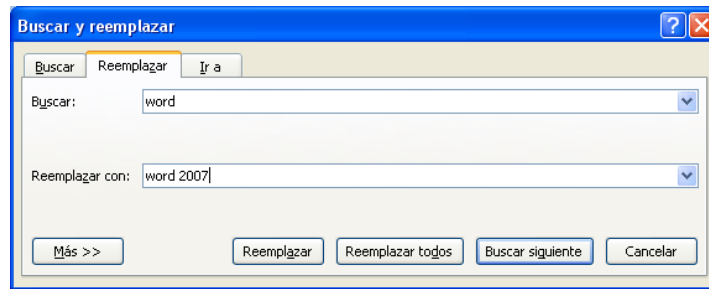 Buscar y reemplazar
Buscar Reemplazar Ir a
Buscar: word
Reemplazar con: word 2007
Más >> Reemplazar Reemplazar todos Buscar siguiente Cancelar